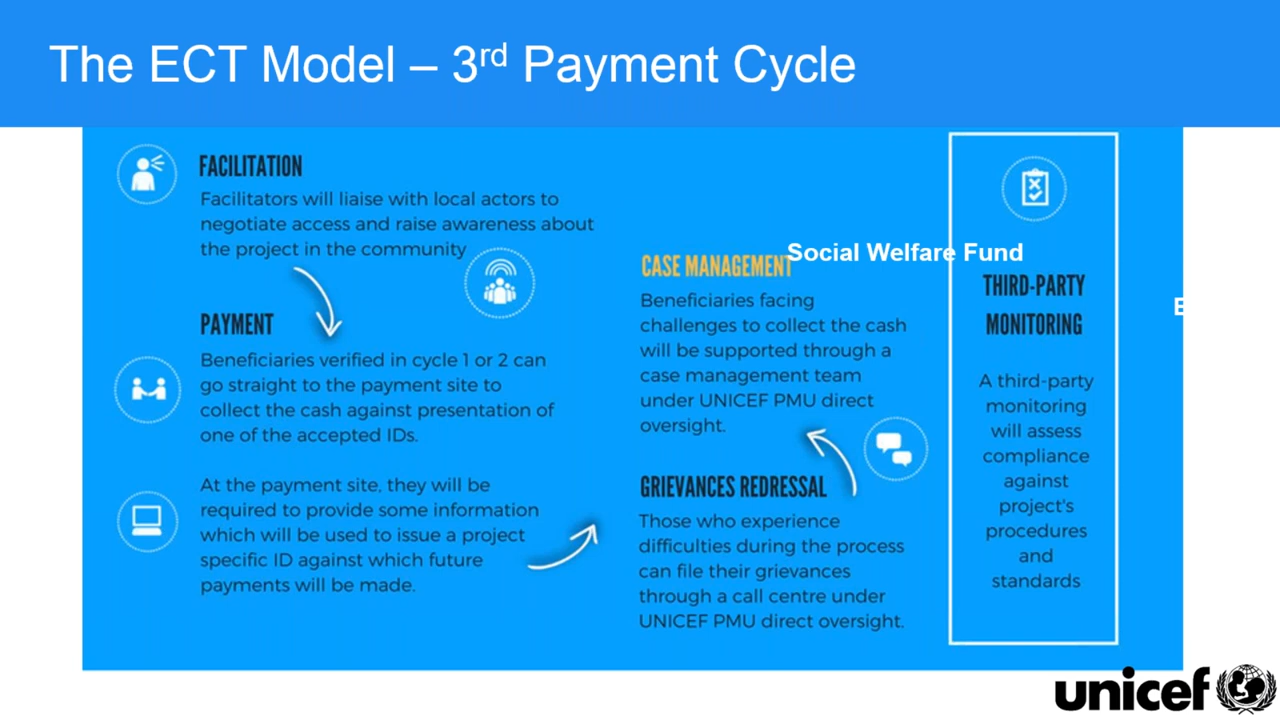 The ECT Model – 3rd Payment Cycle
FACILITATION
Facilitators will liaise with local actors to
negotiate access and raise awareness about
the project in the community
PAYMENT
Beneficiaries verified in cycle 1 or 2 can
go straight to the payment site to
collect the cash against presentation of
one of the accepted IDs.
At the payment site, they will be
required to provide some information
which will be used to issue a project
specific ID against which future
payments will be made.
Social Welfare Fund
CASE MANAGEMENT
Beneficiaries facing
challenges to collect the cash
will be supported through a
case management team
under UNICEF PMU direct
oversight.
GRIEVANCES REDRESSAL
Those who experience
difficulties during the process
can file their grievances
through a call centre under
UNICEF PMU direct oversight.
THIRD-PARTY
MONITORING
A third-party
monitoring
will assess
compliance
against
project's
procedures
and
standards
unicef